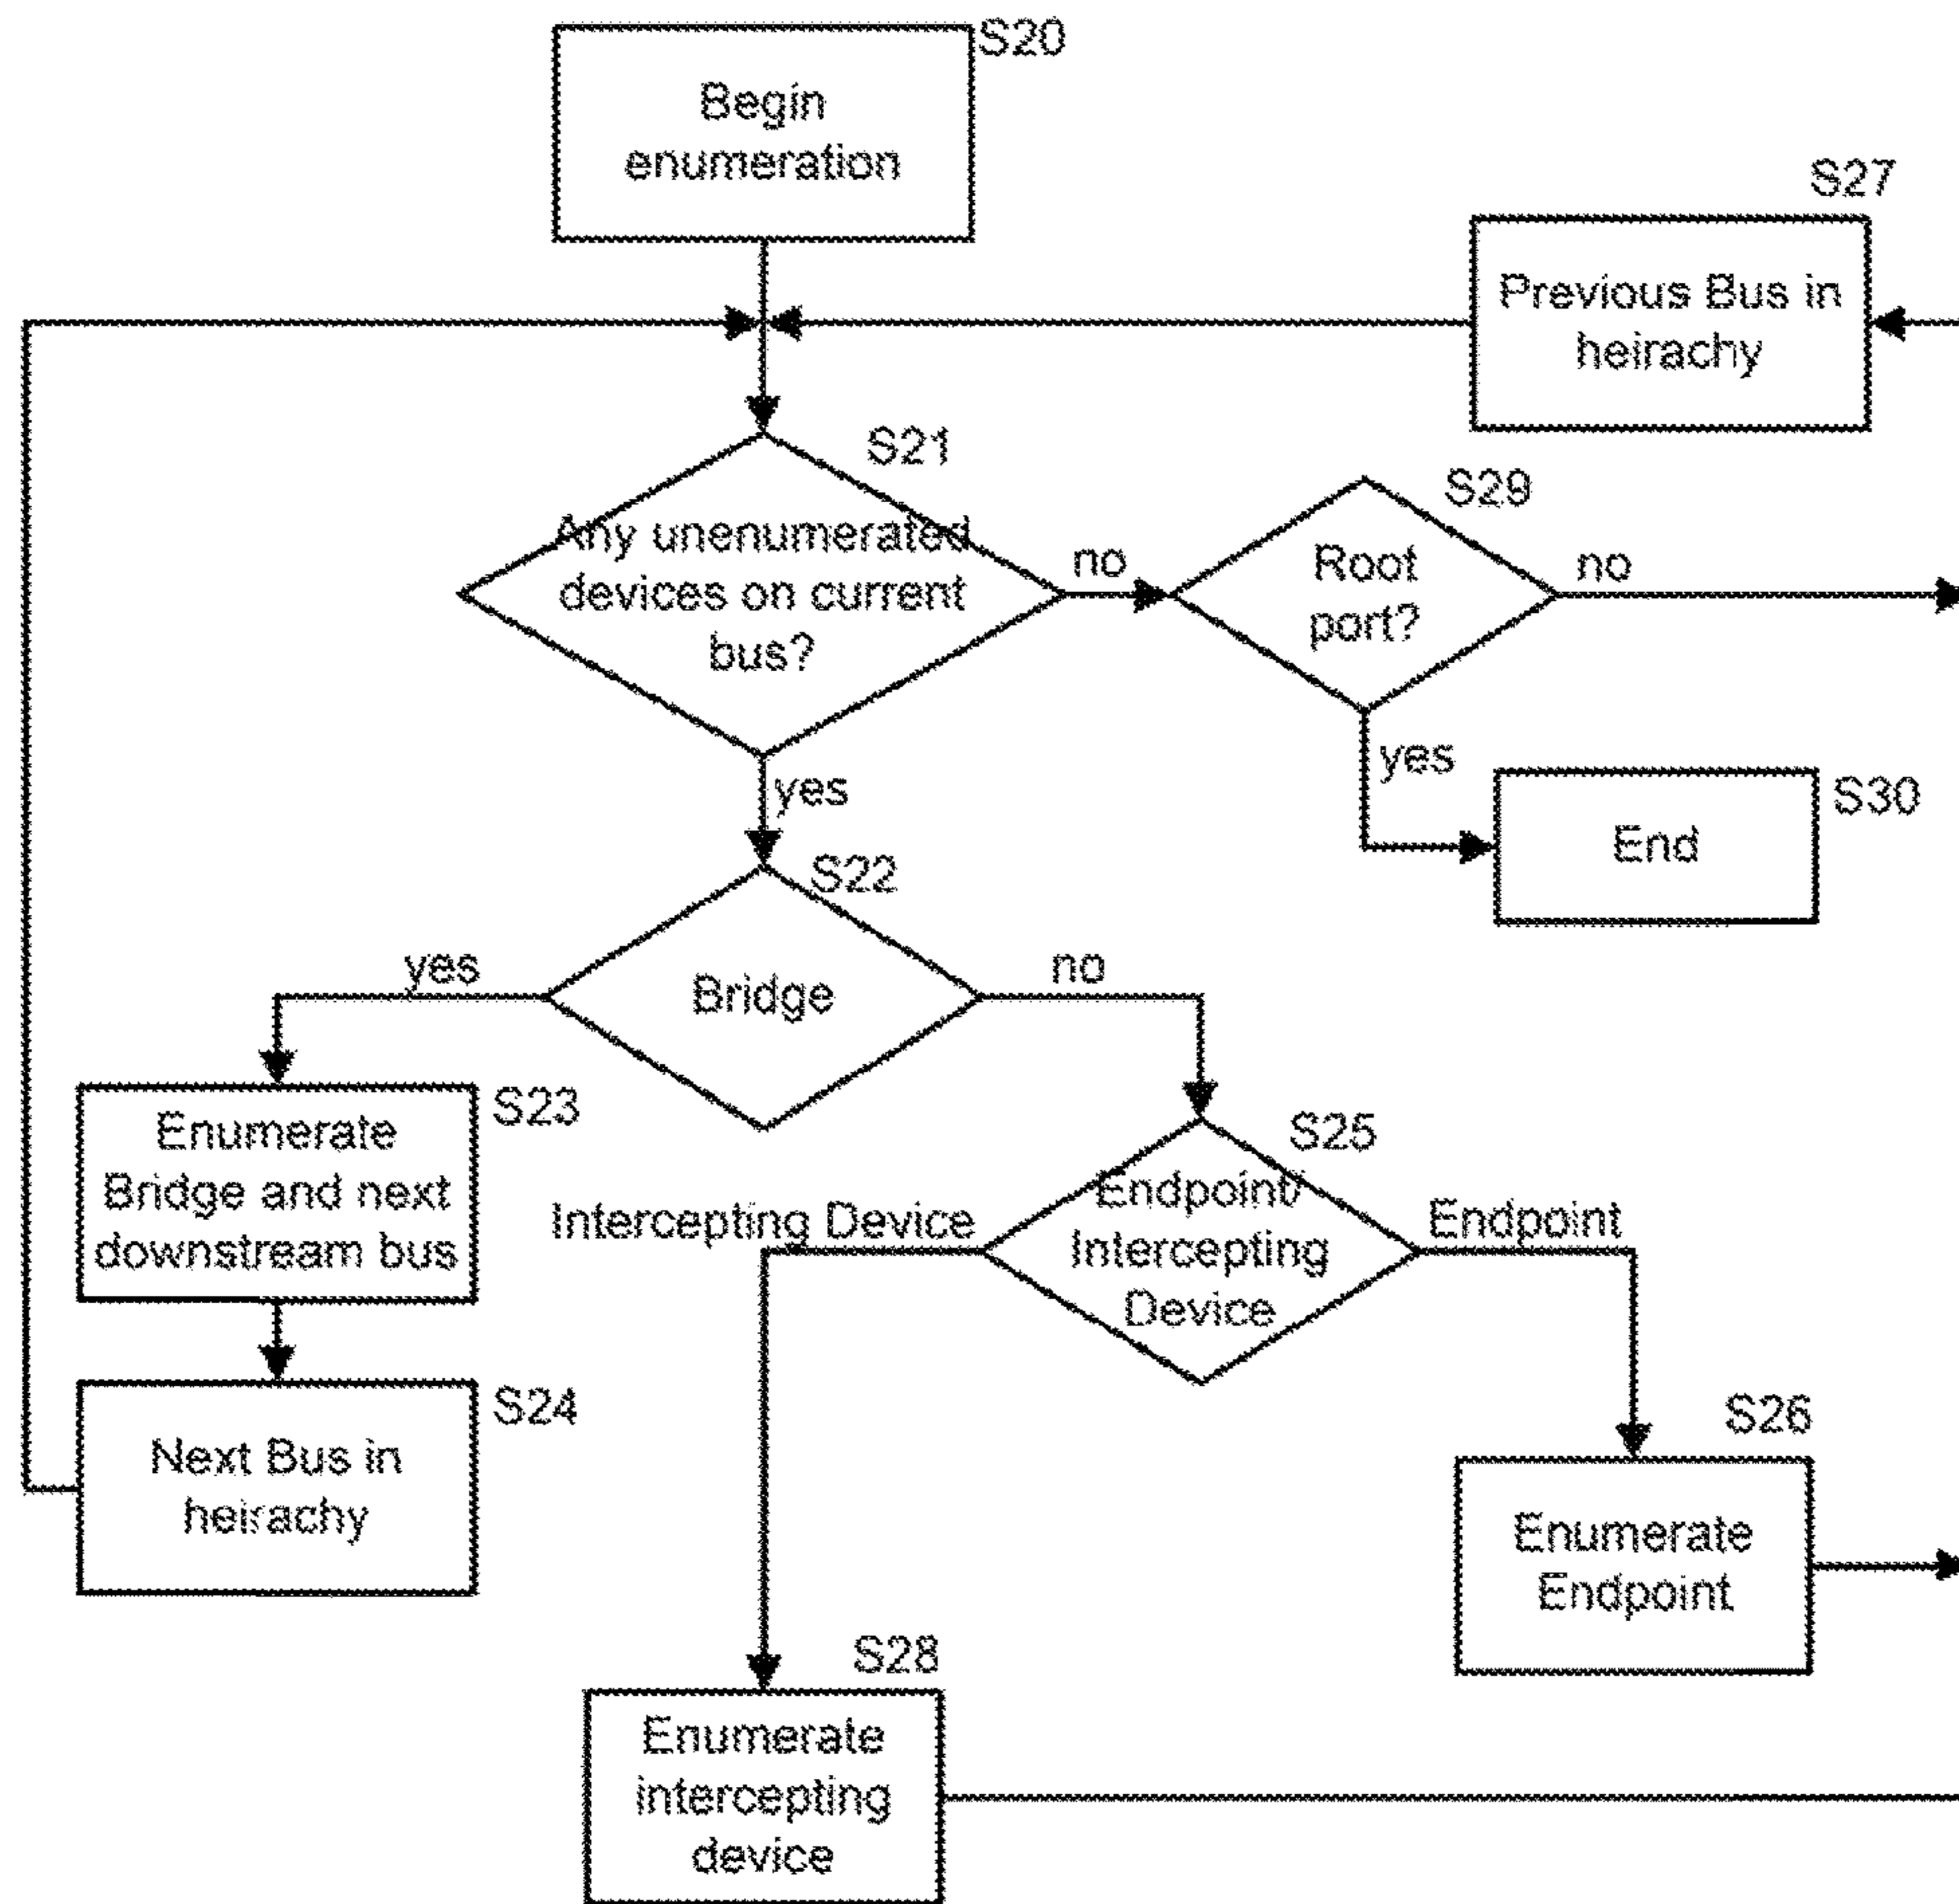 S20
Begin
enumeration
S27
Previous Bus in
heirachy
S21
Any unenumerated
devices on current
bus?
no
S29
Root
port?
no
yes
yes
S30
End
S22
Bridge
yes
no
S23
Enumerate
Bridge and next
downstream bus
S25
Endpoint/
Intercepting
Device
Intercepting Device
Endpoint
S24
Next Bus in
heirachy
S26
Enumerate
Endpoint
S28
Enumerate
intercepting
device